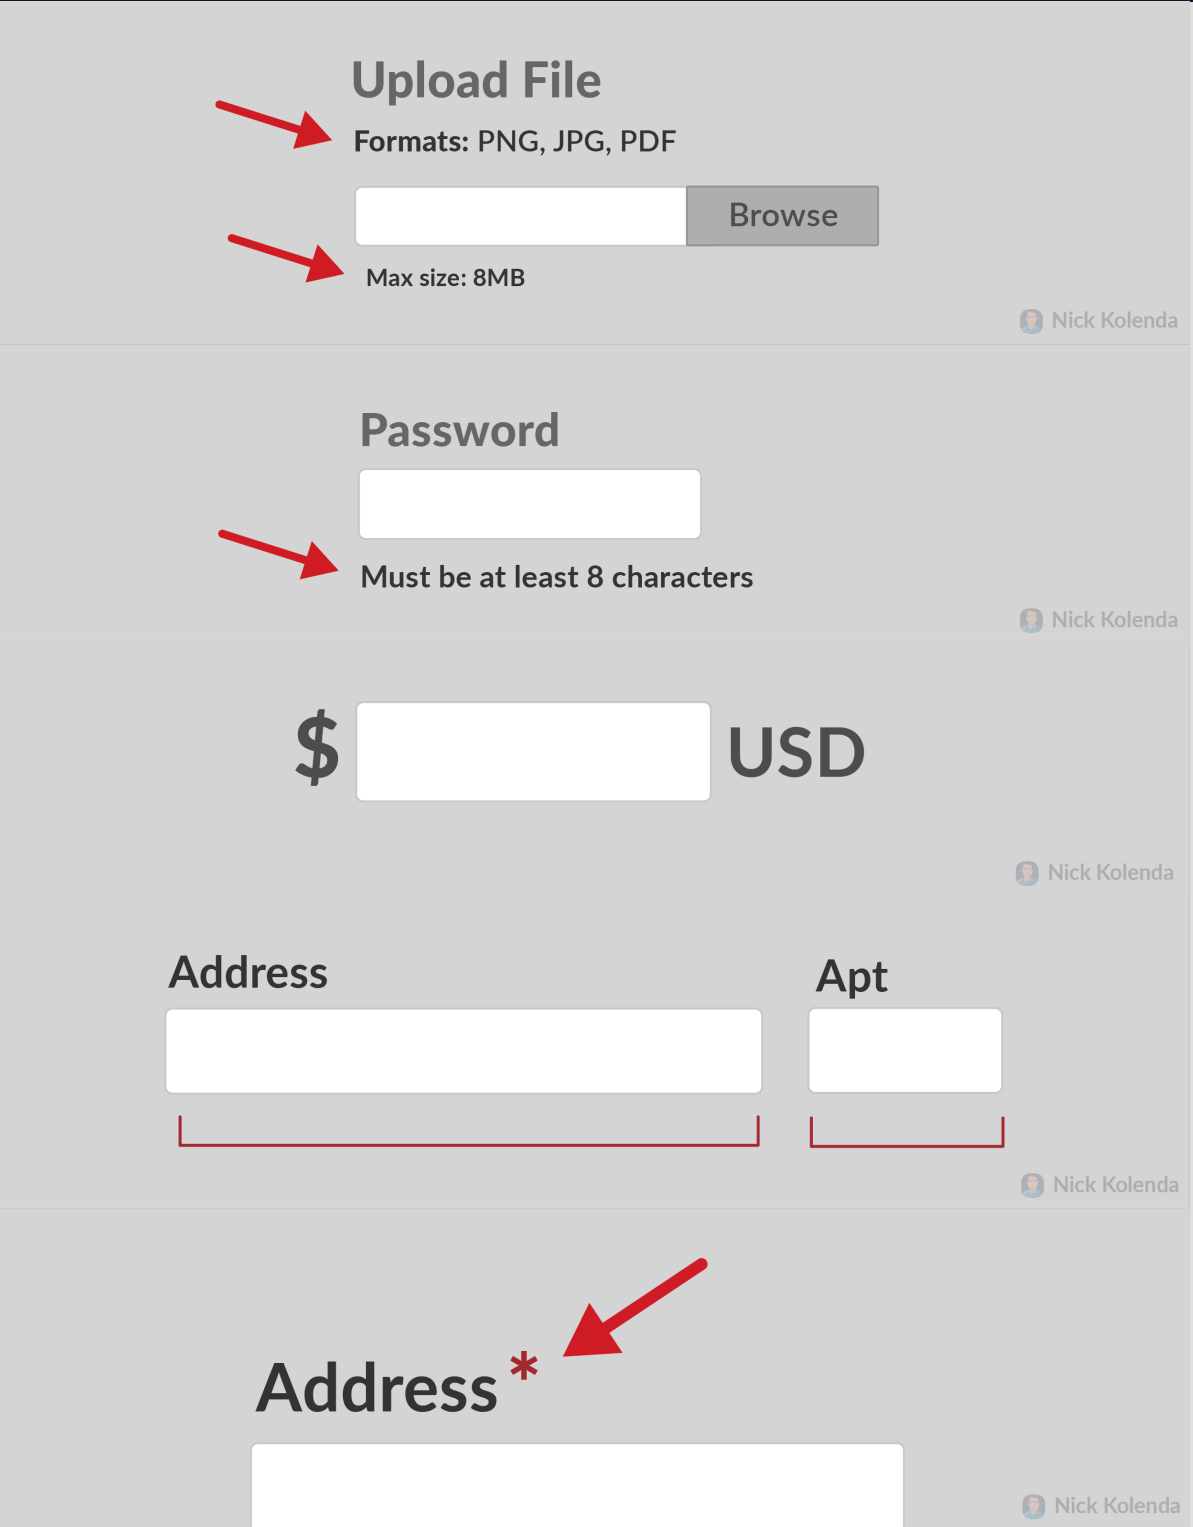 Upload File
Formats: PNG, JPG, PDF
Browse
Max size: 8MB
Nick Kolenda
Password
Must be at least 8 characters
Nick Kolenda
$ USD
Nick Kolenda
Address Apt
Nick Kolenda
Address*
Nick Kolenda